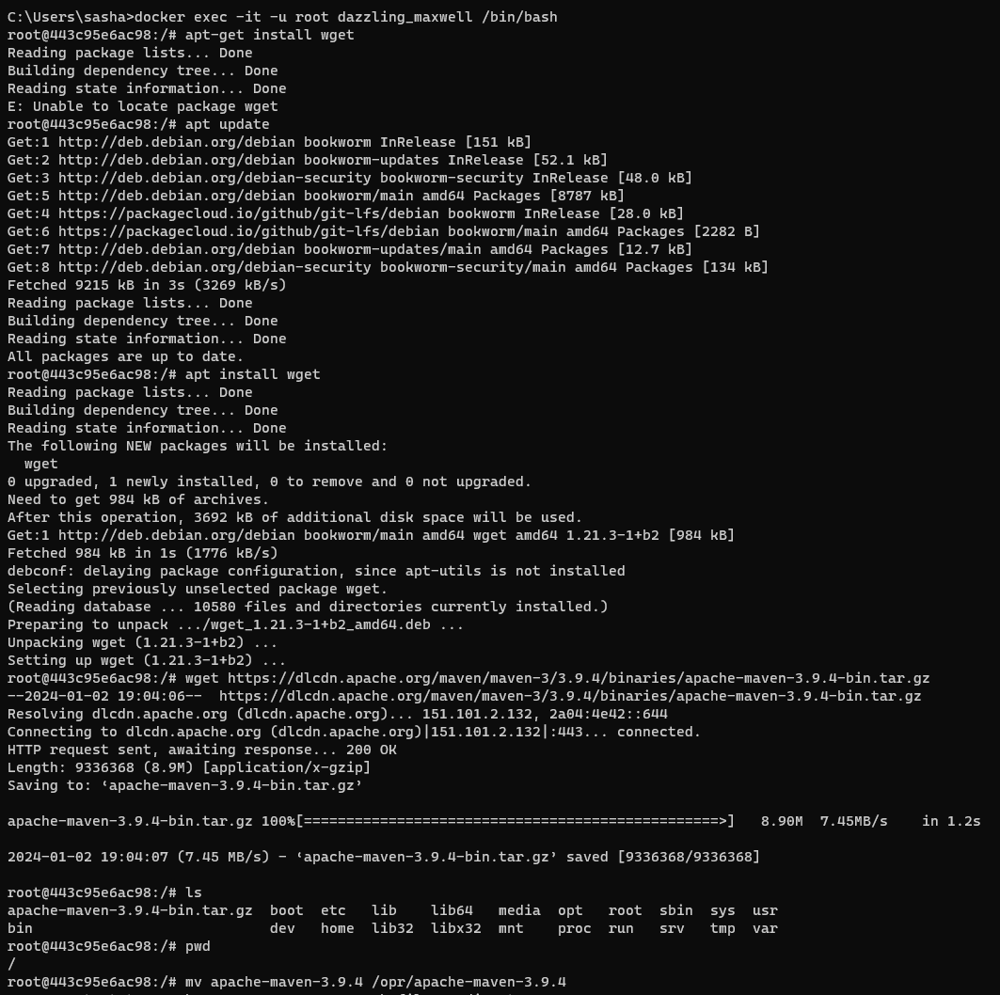 C:\Users\sasha>docker exec -it -u root dazzling_maxwell /bin/bash
root@443c95e6ac98:/# apt-get install wget
Reading package lists... Done
Building dependency tree... Done
Reading state information... Done
E: Unable to locate package wget
root@443c95e6ac98:/# apt update
Get:1 http://deb.debian.org/debian bookworm InRelease [151 kB]
Get:2 http://deb.debian.org/debian bookworm-updates InRelease [52.1 kB]
Get:3 http://deb.debian.org/debian-security bookworm-security InRelease [48.0 kB]
Get:5 http://deb.debian.org/debian bookworm/main amd64 Packages [8787 kB]
Get:4 https://packagecloud.io/github/git-lfs/debian bookworm InRelease [28.0 kB]
Get:6 https://packagecloud.io/github/git-lfs/debian bookworm/main amd64 Packages [2282 B]
Get:7 http://deb.debian.org/debian bookworm-updates/main amd64 Packages [12.7 kB]
Get:8 http://deb.debian.org/debian-security bookworm-security/main amd64 Packages [134 kB]
Fetched 9215 kB in 3s (3269 kB/s)
Reading package lists... Done
Building dependency tree... Done
Reading state information... Done
All packages are up to date.
root@443c95e6ac98:/# apt install wget
Reading package lists... Done
Building dependency tree... Done
Reading state information... Done
The following NEW packages will be installed:
  wget
0 upgraded, 1 newly installed, 0 to remove and 0 not upgraded.
Need to get 984 kB of archives.
After this operation, 3692 kB of additional disk space will be used.
Get:1 http://deb.debian.org/debian bookworm/main amd64 wget amd64 1.21.3-1+b2 [984 kB]
Fetched 984 kB in 1s (1776 kB/s)
debconf: delaying package configuration, since apt-utils is not installed
Selecting previously unselected package wget.
(Reading database ... 10580 files and directories currently installed.)
Preparing to unpack .../wget_1.21.3-1+b2_amd64.deb ...
Unpacking wget (1.21.3-1+b2) ...
Setting up wget (1.21.3-1+b2) ...
root@443c95e6ac98:/# wget https://dlcdn.apache.org/maven/maven-3/3.9.4/binaries/apache-maven-3.9.4-bin.tar.gz
--2024-01-02 19:04:06--  https://dlcdn.apache.org/maven/maven-3/3.9.4/binaries/apache-maven-3.9.4-bin.tar.gz
Resolving dlcdn.apache.org (dlcdn.apache.org)... 151.101.2.132, 2a04:4e42::644
Connecting to dlcdn.apache.org (dlcdn.apache.org)|151.101.2.132|:443... connected.
HTTP request sent, awaiting response... 200 OK
Length: 9336368 (8.9M) [application/x-gzip]
Saving to: ‘apache-maven-3.9.4-bin.tar.gz’
apache-maven-3.9.4-bin.tar.gz 100%[=================================================>]   8.90M  7.45MB/s    in 1.2s
2024-01-02 19:04:07 (7.45 MB/s) - ‘apache-maven-3.9.4-bin.tar.gz’ saved [9336368/9336368]
root@443c95e6ac98:/# ls
apache-maven-3.9.4-bin.tar.gz  boot  etc   lib    lib64   media  opt   root  sbin  sys  usr
bin                            dev   home  lib32  libx32  mnt    proc  run   srv   tmp  var
root@443c95e6ac98:/# pwd
/
root@443c95e6ac98:/# mv apache-maven-3.9.4 /opr/apache-maven-3.9.4